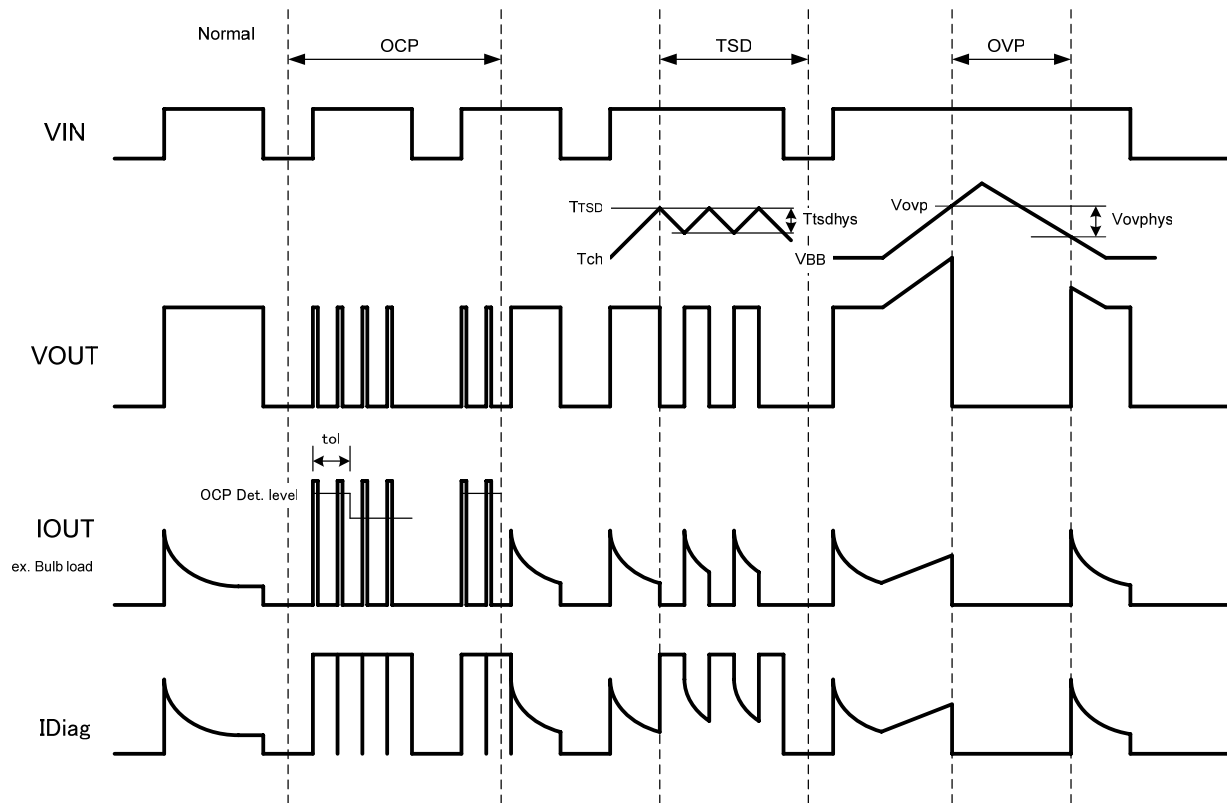 Normal
OCP
TSD
OVP
VIN
TTSD
Ttsdhys
Vovp
Vovphys
Tch
VBB
VOUT
tol
OCP Det. level
IOUT
ex. Bulb load
IDiag